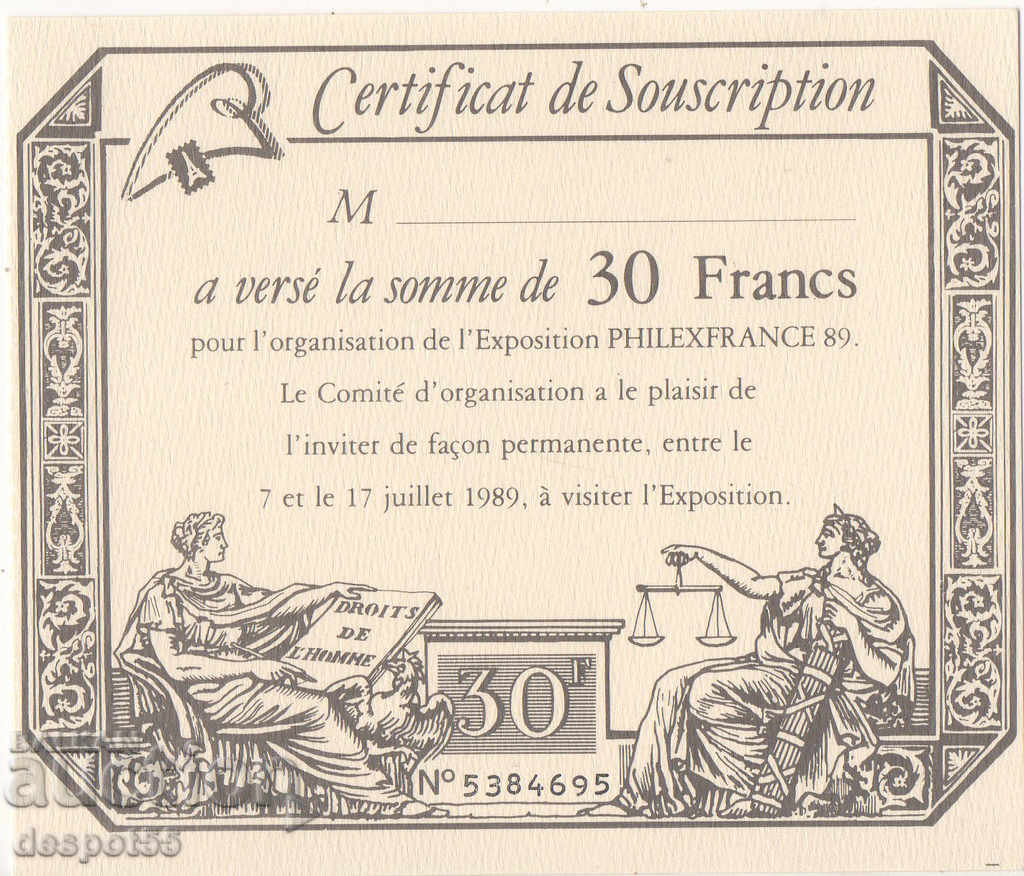 Certificat de Souscription
M
a versé la somme de 30 Francs
pour l'organisation de l'Exposition PHILEXFRANCE 89.
Le Comité d'organisation a le plaisir de
l'inviter de façon permanente, entre le
7 et le 17 juillet 1989, à visiter l'Exposition.
DROITS
DE
L'HOMME
30F
N° 5384695
BALKAN
auction
despot55